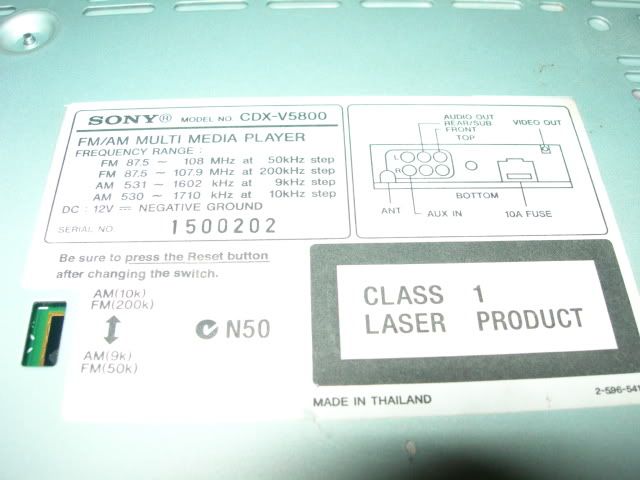 SONY® MODEL NO. CDX-V5800
FM/AM MULTI MEDIA PLAYER
FREQUENCY RANGE :
FM 87.5 ~ 108 MHz at 50kHz step
FM 87.5 ~ 107.9 MHz at 200kHz step
AM 531 ~ 1602 kHz at 9kHz step
AM 530 ~ 1710 kHz at 10kHz step
DC : 12V ⎓ NEGATIVE GROUND
SERIAL NO. 1500202
AUDIO OUT
REAR/SUB
FRONT
VIDEO OUT
TOP
L
R
BOTTOM
ANT
AUX IN
10A FUSE
Be sure to press the Reset button
after changing the switch.
AM(10k)
FM(200k)
AM(9k)
FM(50k)
N50
CLASS 1
LASER PRODUCT
MADE IN THAILAND
2-596-541